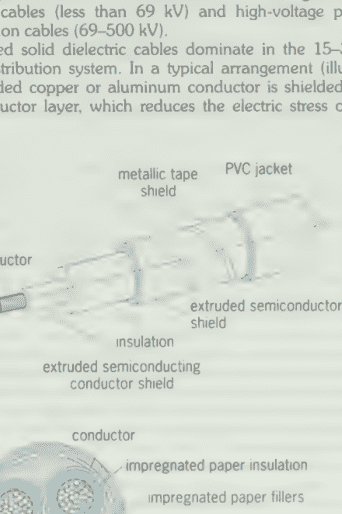 cables (less than 69 kV) and high-voltage p
on cables (69–500 kV).
ed solid dielectric cables dominate in the 15–
tribution system. In a typical arrangement (illu
ded copper or aluminum conductor is shielded
uctor layer, which reduces the electric stress o
metallic tape
shield
PVC jacket
uctor
extruded semiconductor
shield
insulation
extruded semiconducting
conductor shield
conductor
impregnated paper insulation
impregnated paper fillers